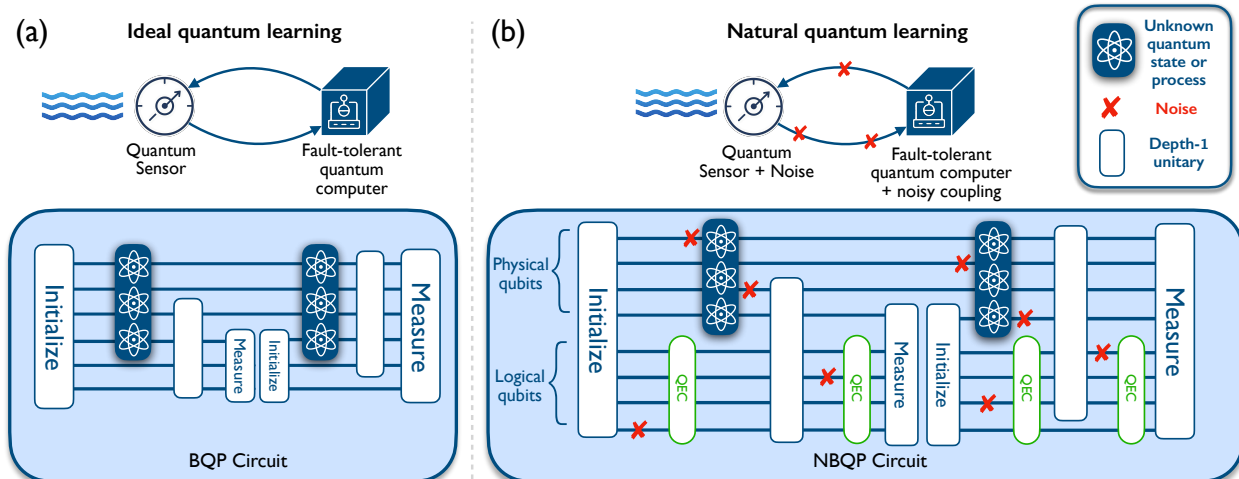 (a)
Ideal quantum learning
Quantum
Sensor
Fault-tolerant
quantum
computer
Initialize
Measure
Initialize
Measure
BQP Circuit
(b)
Natural quantum learning
Quantum
Sensor + Noise
Fault-tolerant
quantum computer
+ noisy coupling
Unknown
quantum
state or
process
Noise
Depth-1
unitary
Physical
qubits
Logical
qubits
Initialize
QEC
QEC
Measure
Initialize
QEC
QEC
Measure
NBQP Circuit